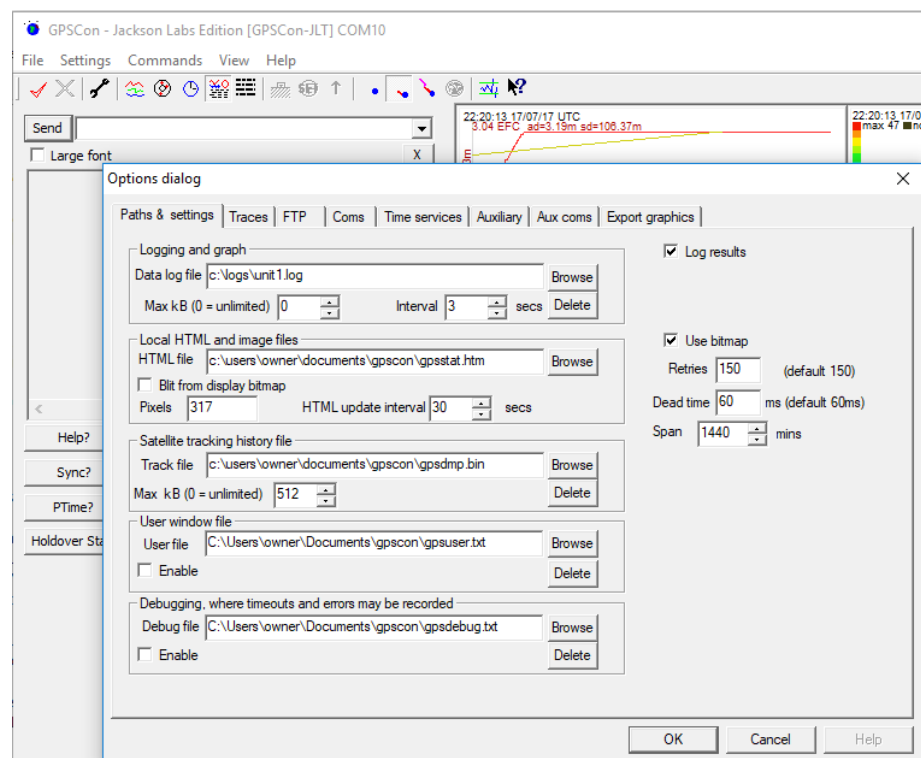 GPSCon - Jackson Labs Edition [GPSCon-JLT] COM10
File Settings Commands View Help
Send
Large font X
22:20:13 17/07/17 UTC
3.04 EFC ad=3.19m sd=106.37m
22:20:13 17/0
max 47
Options dialog
Paths & settings Traces FTP Coms Time services Auxiliary Aux coms Export graphics
Logging and graph
Data log file c:\logs\unit1.log Browse
Max kB (0 = unlimited) 0 Interval 3 secs Delete
Log results
Local HTML and image files
HTML file c:\users\owner\documents\gpscon\gpsstat.htm Browse
Blit from display bitmap
Pixels 317 HTML update interval 30 secs
Use bitmap
Retries 150 (default 150)
Dead time 60 ms (default 60ms)
Span 1440 mins
Satellite tracking history file
Track file c:\users\owner\documents\gpscon\gpsdmp.bin Browse
Max kB (0 = unlimited) 512 Delete
User window file
User file C:\Users\owner\Documents\gpscon\gpsuser.txt Browse
Enable Delete
Debugging, where timeouts and errors may be recorded
Debug file C:\Users\owner\Documents\gpscon\gpsdebug.txt Browse
Enable Delete
Help?
Sync?
PTime?
Holdover Sta
OK Cancel Help